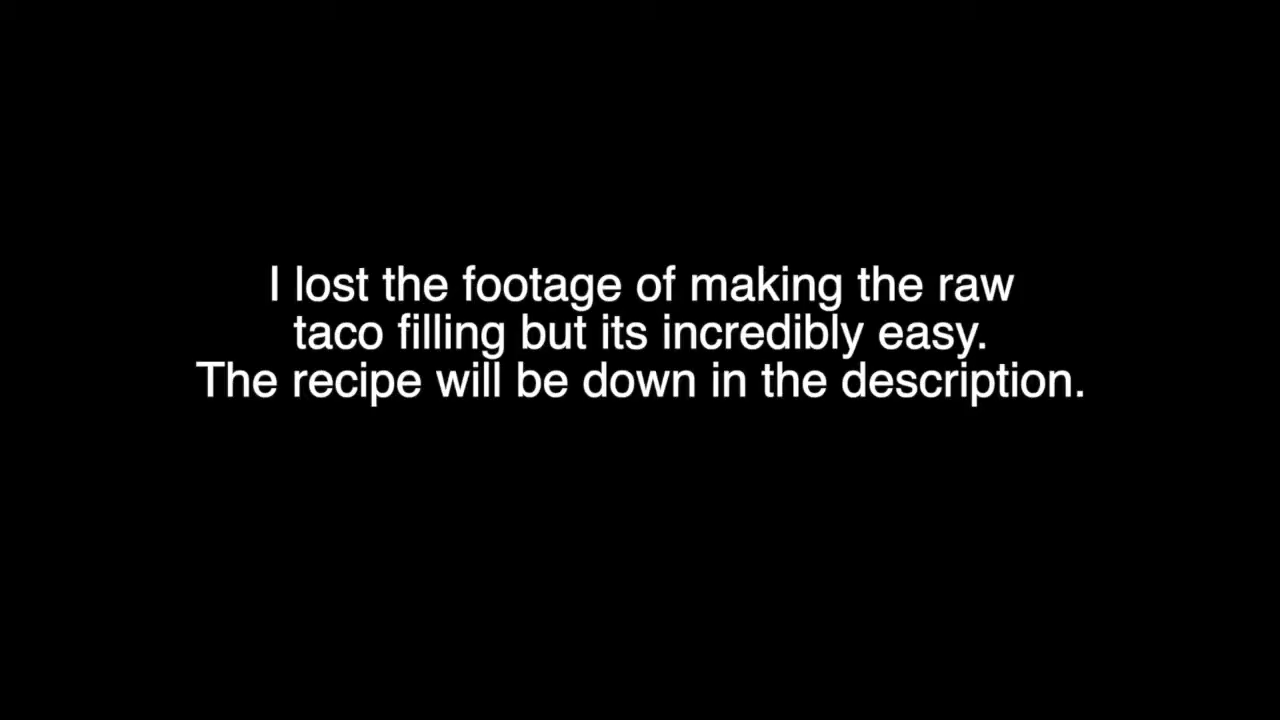 I lost the footage of making the raw
taco filling but its incredibly easy.
The recipe will be down in the description.